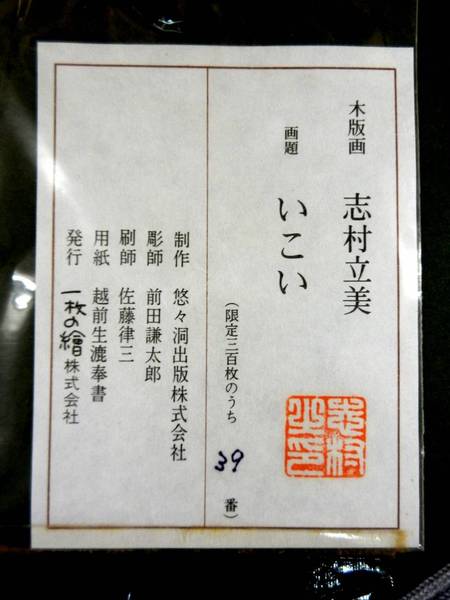 木版画 志村立美
画題 いこい
(限定三百枚のうち 39 番)
制作 悠々洞出版株式会社
彫師 前田謙太郎
刷師 佐藤律三
用紙 越前生漉奉書
発行 一枚の繪株式会社